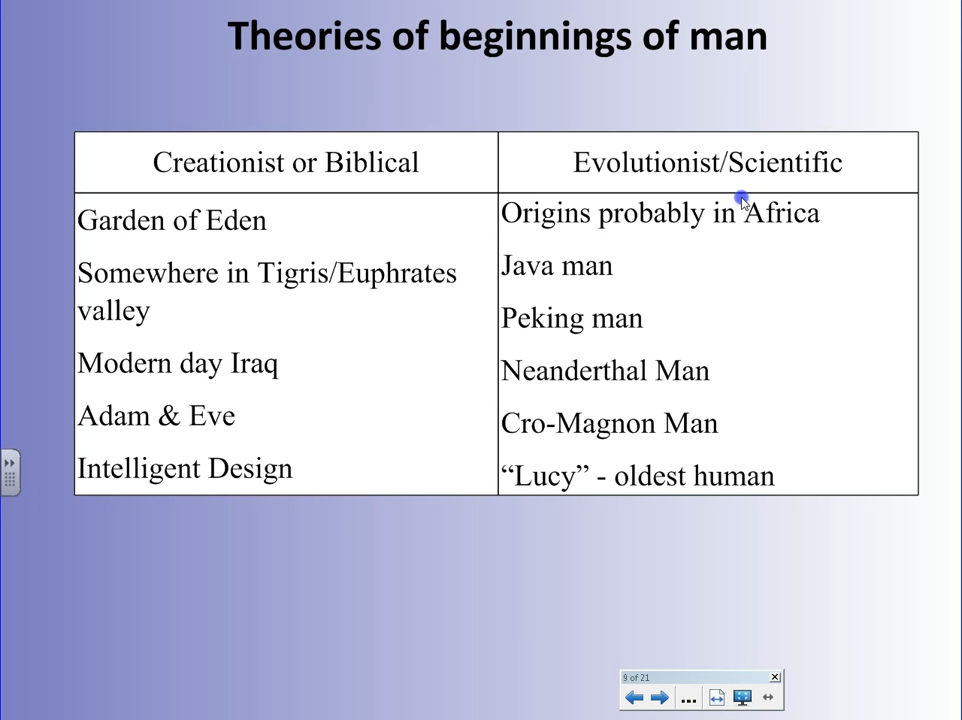 Theories of beginnings of man
Creationist or Biblical
Evolutionist/Scientific
Garden of Eden
Somewhere in Tigris/Euphrates
valley
Modern day Iraq
Adam & Eve
Intelligent Design
Origins probably in Africa
Java man
Peking man
Neanderthal Man
Cro-Magnon Man
“Lucy” - oldest human
9 of 21